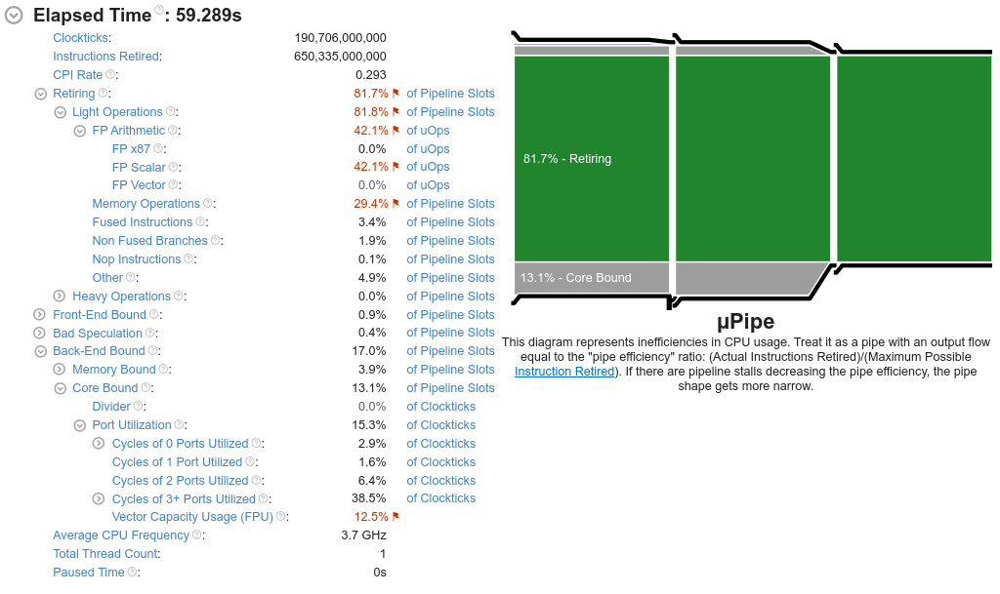 Elapsed Time ?: 59.289s
Clockticks: 190,706,000,000
Instructions Retired: 650,335,000,000
CPI Rate ?: 0.293
Retiring ?: 81.7% of Pipeline Slots
Light Operations ?: 81.8% of Pipeline Slots
FP Arithmetic ?: 42.1% of uOps
FP x87 ?: 0.0% of uOps
FP Scalar ?: 42.1% of uOps
FP Vector ?: 0.0% of uOps
Memory Operations ?: 29.4% of Pipeline Slots
Fused Instructions ?: 3.4% of Pipeline Slots
Non Fused Branches ?: 1.9% of Pipeline Slots
Nop Instructions ?: 0.1% of Pipeline Slots
Other ?: 4.9% of Pipeline Slots
Heavy Operations ?: 0.0% of Pipeline Slots
Front-End Bound ?: 0.9% of Pipeline Slots
Bad Speculation ?: 0.4% of Pipeline Slots
Back-End Bound ?: 17.0% of Pipeline Slots
Memory Bound ?: 3.9% of Pipeline Slots
Core Bound ?: 13.1% of Pipeline Slots
Divider ?: 0.0% of Clockticks
Port Utilization ?: 15.3% of Clockticks
Cycles of 0 Ports Utilized ?: 2.9% of Clockticks
Cycles of 1 Port Utilized ?: 1.6% of Clockticks
Cycles of 2 Ports Utilized ?: 6.4% of Clockticks
Cycles of 3+ Ports Utilized ?: 38.5% of Clockticks
Vector Capacity Usage (FPU) ?: 12.5%
Average CPU Frequency ?: 3.7 GHz
Total Thread Count: 1
Paused Time ?: 0s
81.7% - Retiring
13.1% - Core Bound
µPipe
This diagram represents inefficiencies in CPU usage. Treat it as a pipe with an output flow
equal to the "pipe efficiency" ratio: (Actual Instructions Retired)/(Maximum Possible
Instruction Retired). If there are pipeline stalls decreasing the pipe efficiency, the pipe
shape gets more narrow.